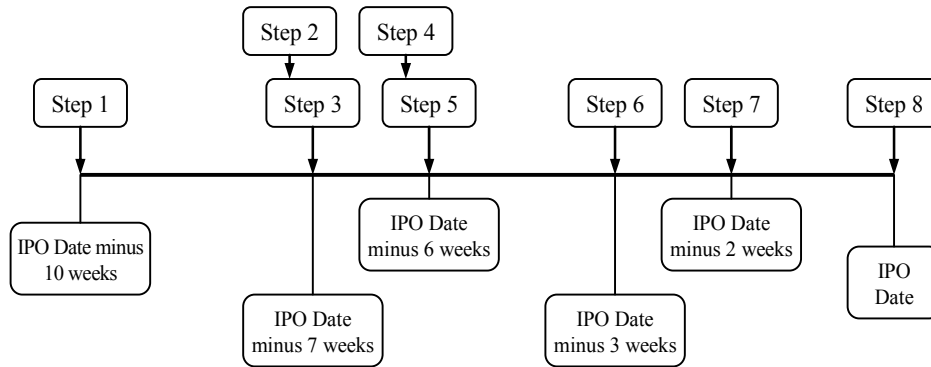 Step 2
Step 4
Step 1
Step 3
Step 5
Step 6
Step 7
Step 8
IPO Date minus
10 weeks
IPO Date
minus 7 weeks
IPO Date
minus 6 weeks
IPO Date
minus 3 weeks
IPO Date
minus 2 weeks
IPO
Date